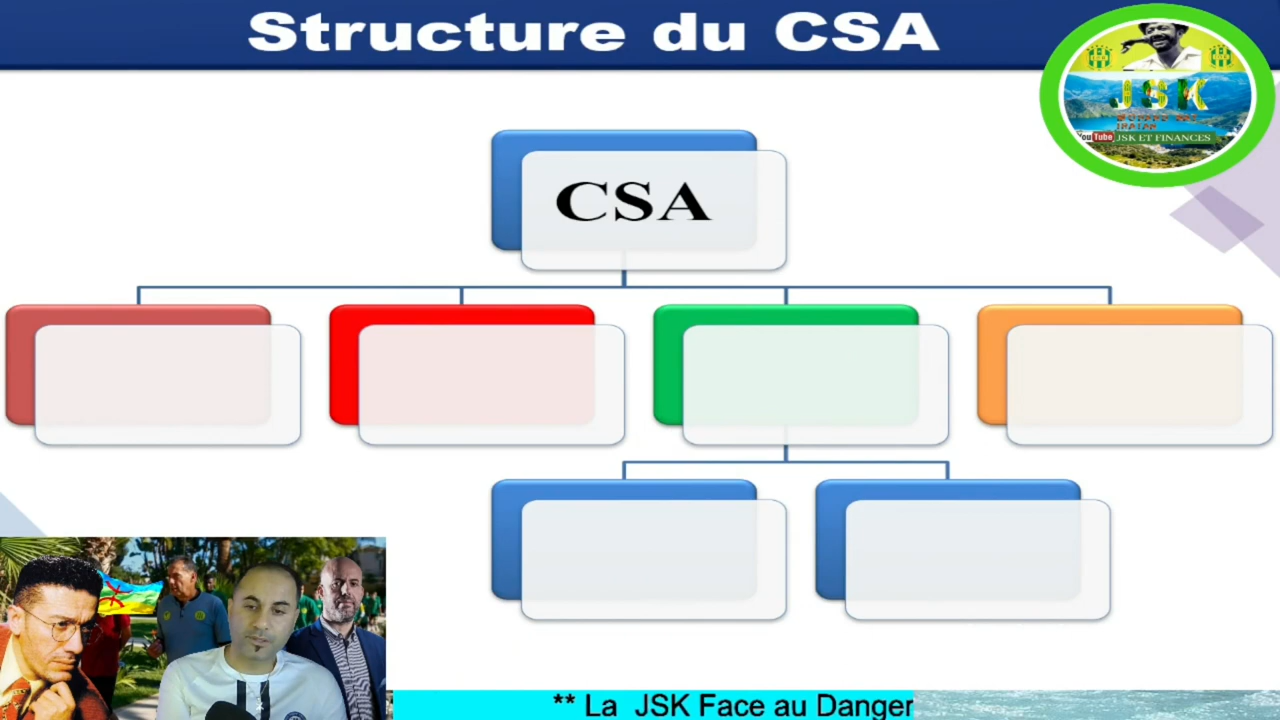 Structure du CSA
JSK
YouTube JSK ET FINANCES
CSA
** La JSK Face au Danger